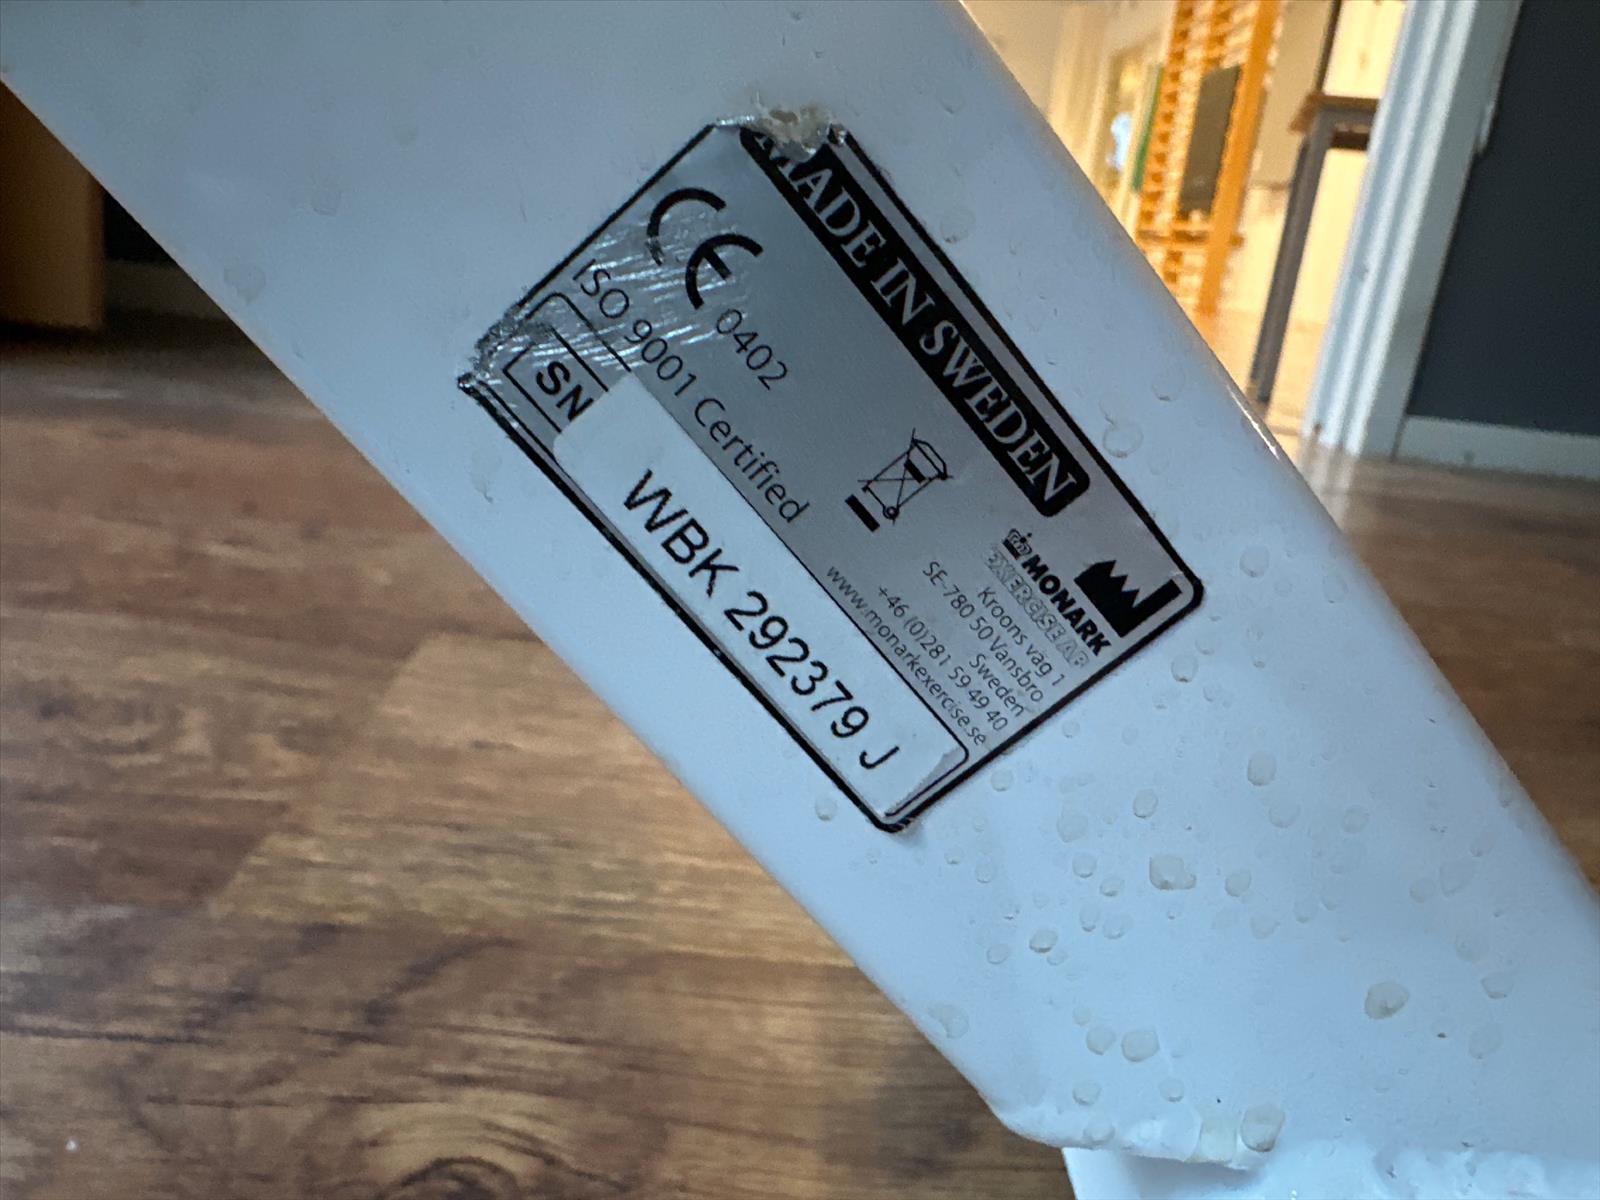 MADE IN SWEDEN
CE 0402
ISO 9001 Certified
MONARK
EXERCISE AB
Kroons väg 1
SE-780 50 Vansbro
Sweden
+46 (0)281 59 49 40
www.monarkexercise.se
SN
WBK 292379 J